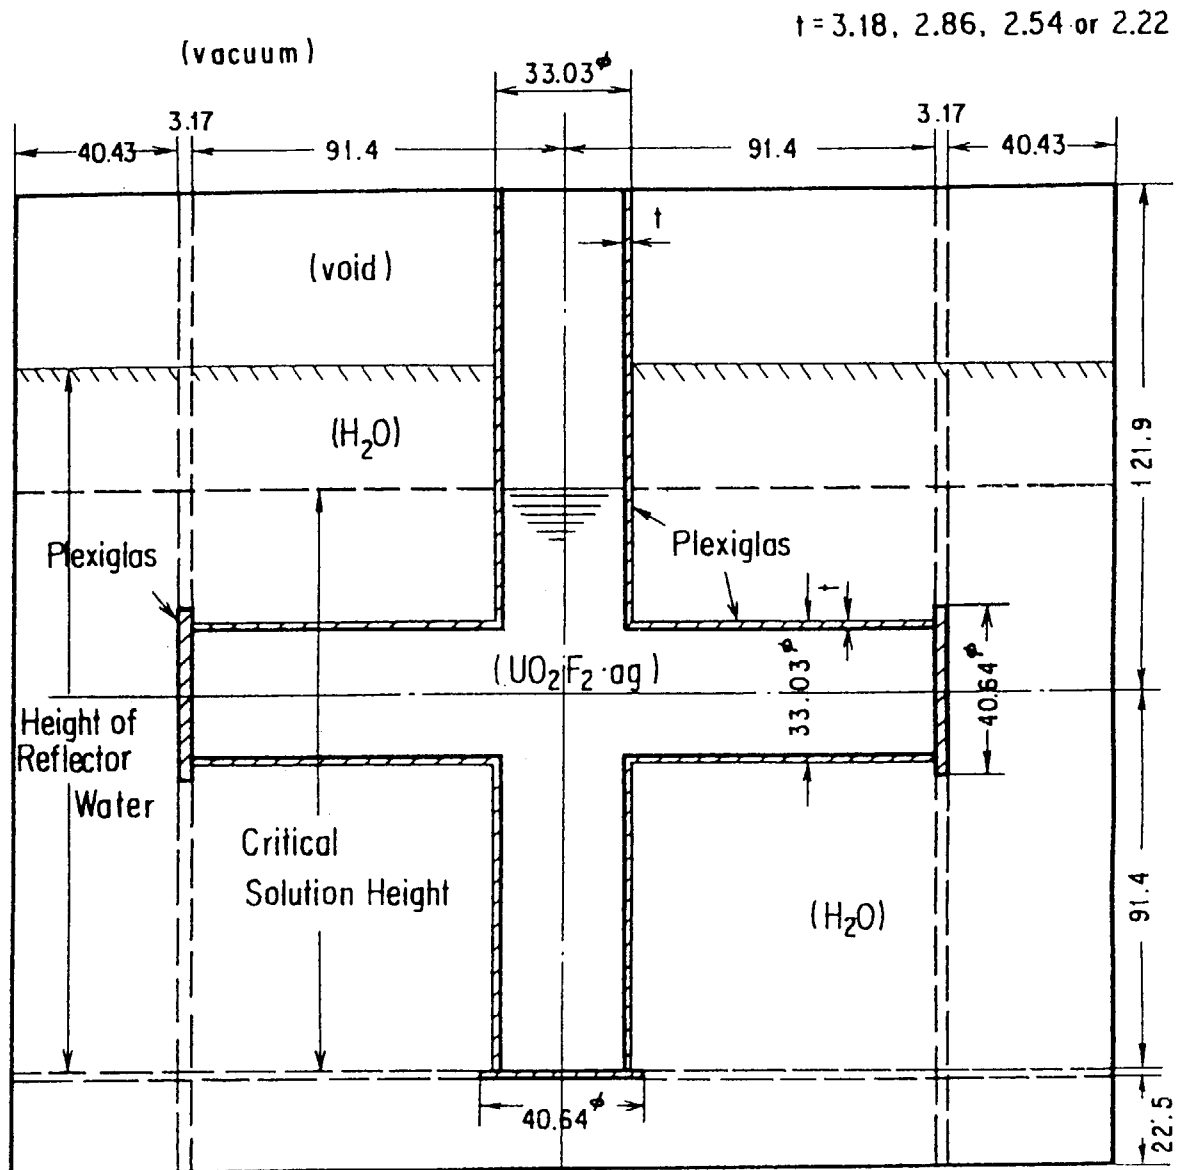 t = 3.18, 2.86, 2.54 or 2.22
(vacuum)
33.03ϕ
3.17
3.17
40.43
91.4
91.4
40.43
t
(void)
(H₂O)
121.9
Plexiglas
Plexiglas
t
(UO₂F₂·aq)
33.03ϕ
40.64ϕ
Height of
Reflector
Water
Critical
Solution Height
(H₂O)
91.4
40.64ϕ
22.5